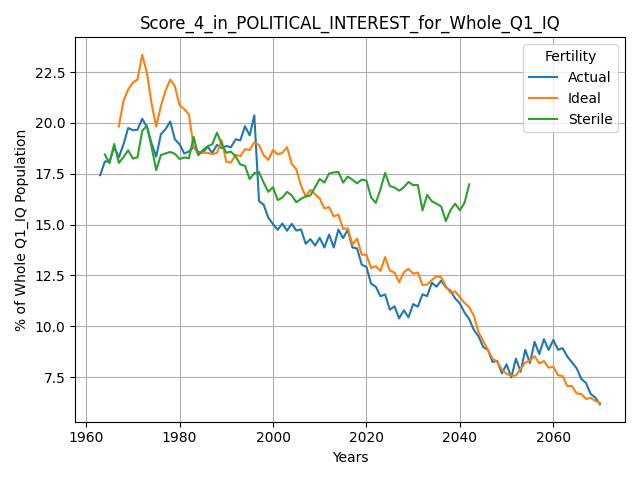 Score_4_in_POLITICAL_INTEREST_for_Whole_Q1_IQ
Fertility
Actual
Ideal
Sterile
% of Whole Q1_IQ Population
22.5
20.0
17.5
15.0
12.5
10.0
7.5
1960
1980
2000
2020
2040
2060
Years